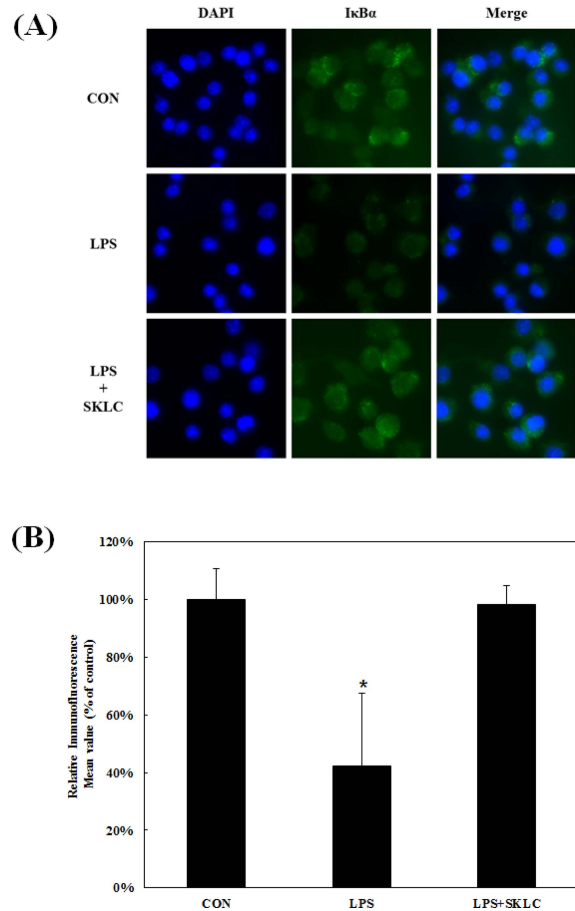 (A)
DAPI IκBα Merge
CON
LPS
LPS
+
SKLC
(B)
Relative Immunofluorescence
Mean value (% of control)
120%
100%
80%
60%
40%
20%
0%
*
CON LPS LPS+SKLC